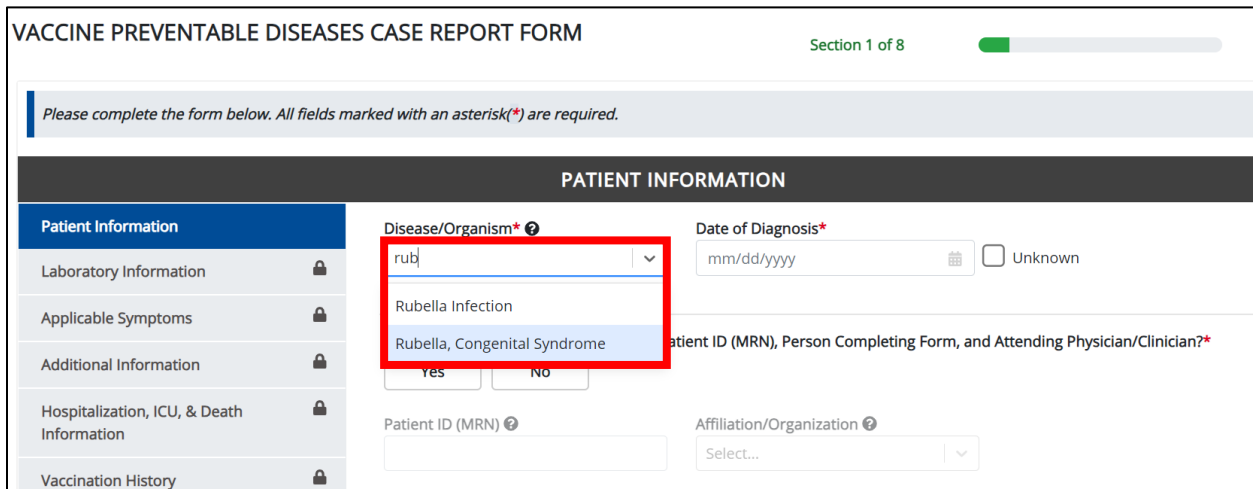 VACCINE PREVENTABLE DISEASES CASE REPORT FORM
Section 1 of 8
Please complete the form below. All fields marked with an asterisk(*) are required.
PATIENT INFORMATION
Patient Information
Laboratory Information
Applicable Symptoms
Additional Information
Hospitalization, ICU, & Death
Information
Vaccination History
Disease/Organism*
Date of Diagnosis*
rub
mm/dd/yyyy
Unknown
Rubella Infection
Rubella, Congenital Syndrome
ID (MRN), Person Completing Form, and Attending Physician/Clinician?*
Yes
No
Patient ID (MRN)
Affiliation/Organization
Select...